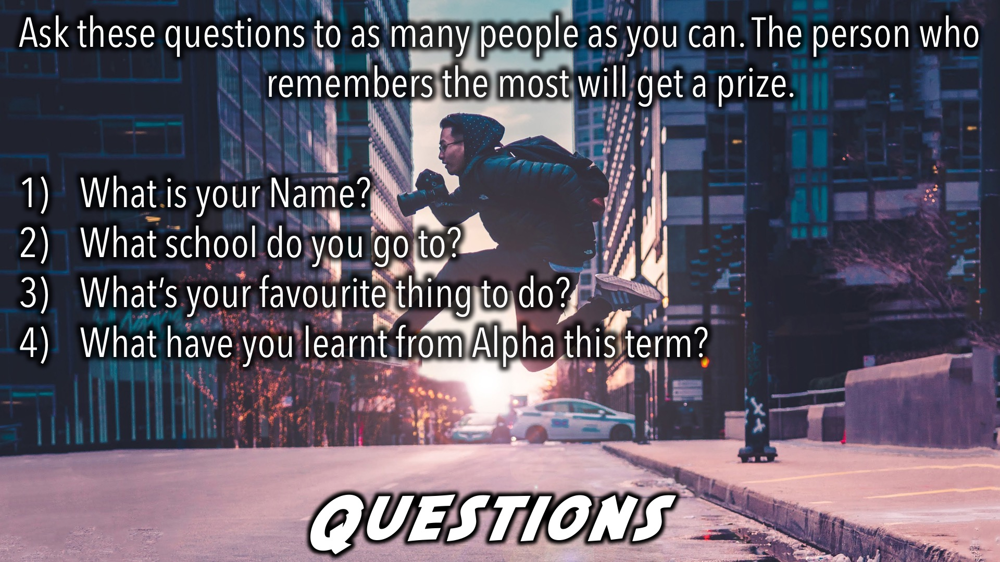 Ask these questions to as many people as you can. The person who
remembers the most will get a prize.
1) What is your Name?
2) What school do you go to?
3) What’s your favourite thing to do?
4) What have you learnt from Alpha this term?
QUESTIONS